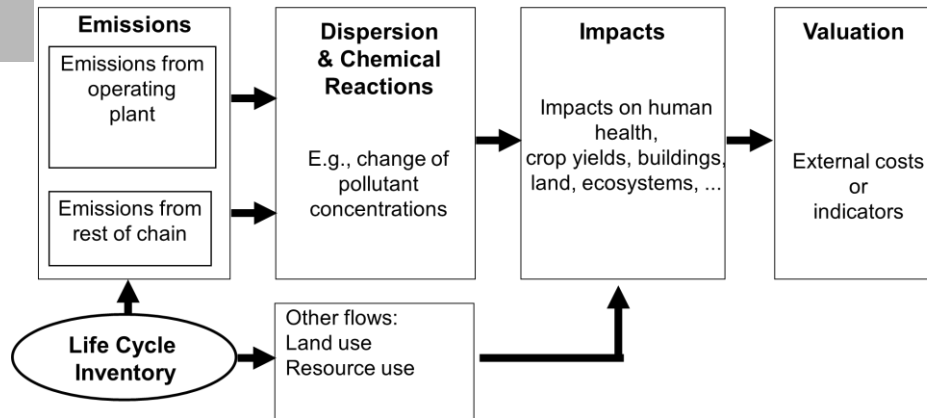 Emissions
Emissions from
operating
plant
Emissions from
rest of chain
Dispersion
& Chemical
Reactions
E.g., change of
pollutant
concentrations
Impacts
Impacts on human
health,
crop yields, buildings,
land, ecosystems, ...
Valuation
External costs
or
indicators
Life Cycle
Inventory
Other flows:
Land use
Resource use